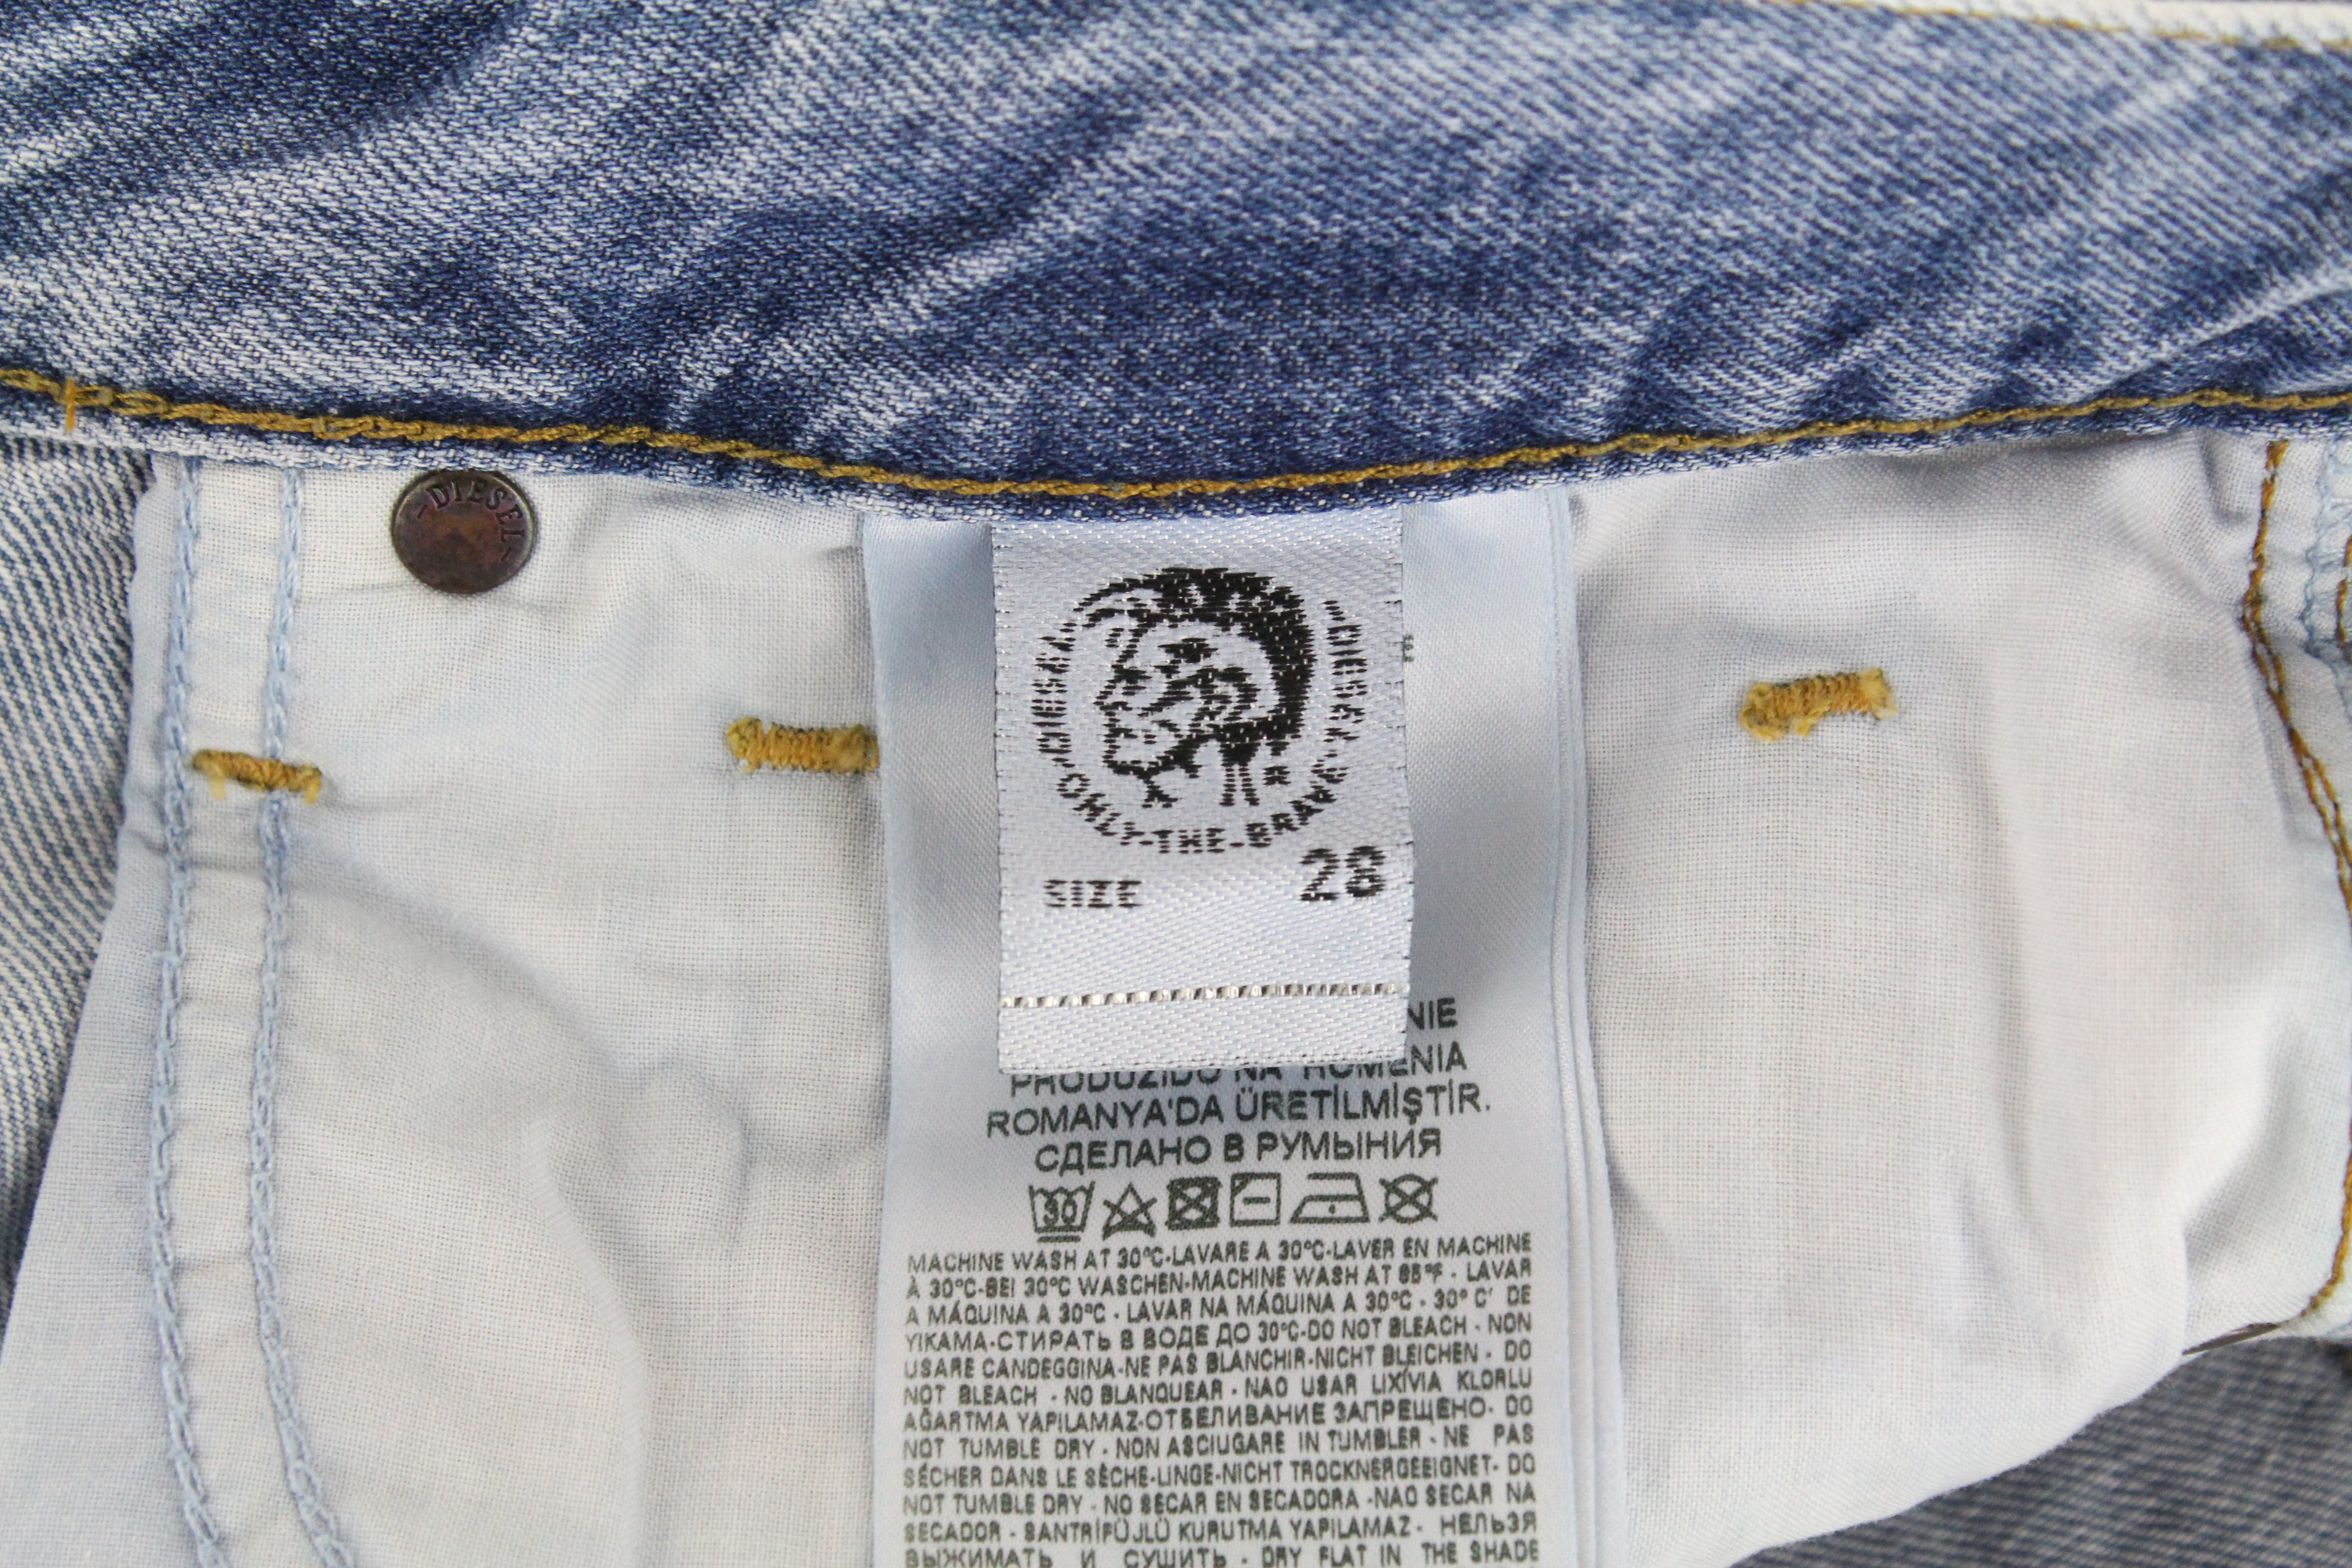 -DIESEL-
"DIESEL" INDUSTRY"
ONLY-THE-BRAVE
SIZE 28
NIE
PRODUZIDO NA ROMENIA
ROMANYA'DA ÜRETİLMİŞTİR.
СДЕЛАНО В РУМЫНИЯ
30
MACHINE WASH AT 30°C-LAVARE A 30°C-LAVER EN MACHINE
À 30°C-BEI 30°C WASCHEN-MACHINE WASH AT 85°F - LAVAR
A MÁQUINA A 30°C - LAVAR NA MÁQUINA A 30°C - 30° C' DE
YIKAMA-СТИРАТЬ В ВОДЕ ДО 30°C-DO NOT BLEACH - NON
USARE CANDEGGINA-NE PAS BLANCHIR-NICHT BLEICHEN - DO
NOT BLEACH - NO BLANQUEAR - NAO USAR LIXÍVIA KLORLU
AĞARTMA YAPILAMAZ-ОТБЕЛИВАНИЕ ЗАПРЕЩЕНО- DO
NOT TUMBLE DRY - NON ASCIUGARE IN TUMBLER - NE PAS
SÉCHER DANS LE SÈCHE-LINGE-NICHT TROCKNERGEEIGNET- DO
NOT TUMBLE DRY - NO SECAR EN SECADORA -NAO SECAR NA
SECADOR - SANTRİFÜJLÜ KURUTMA YAPILAMAZ - НЕЛЬЗЯ
ВЫЖИМАТЬ И СУШИТЬ - DRY FLAT IN THE SHADE